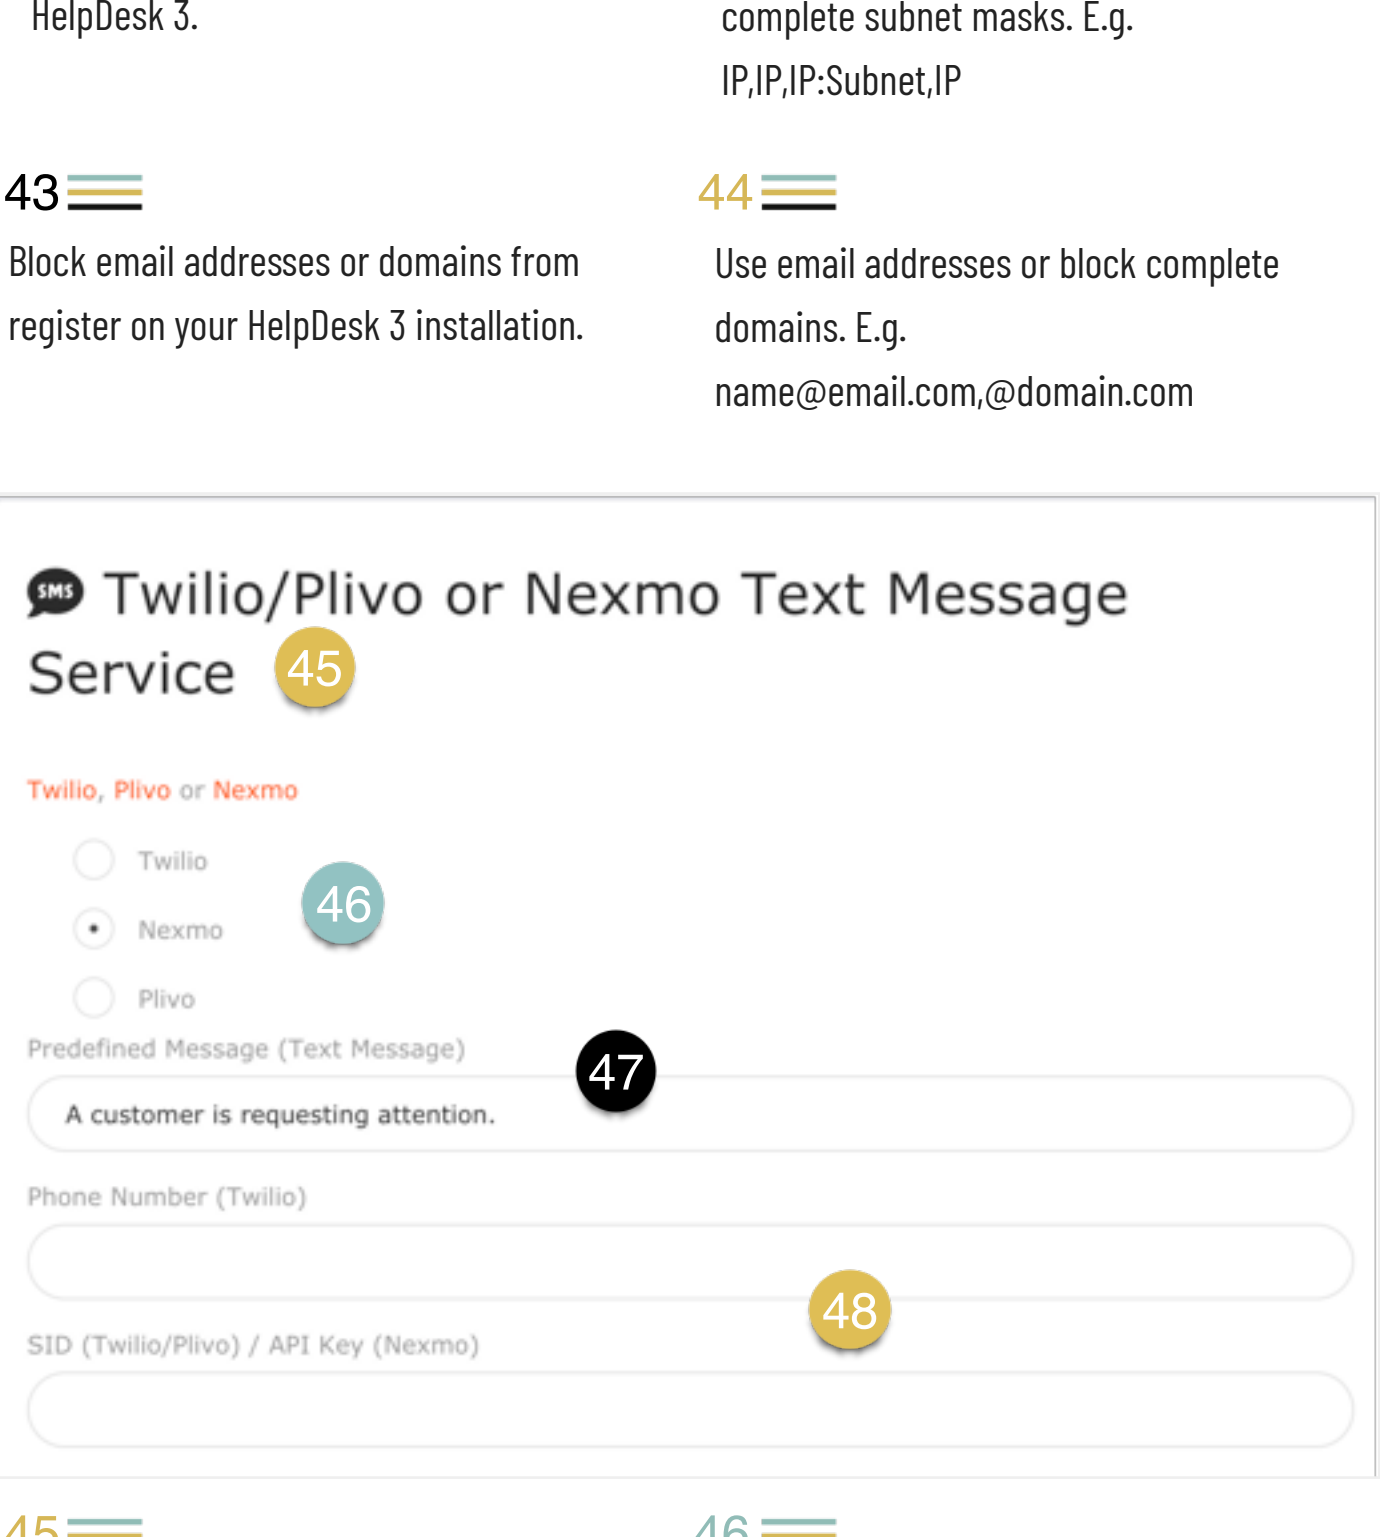 HelpDesk 3.
complete subnet masks. E.g.
IP,IP,IP:Subnet,IP
43
Block email addresses or domains from
register on your HelpDesk 3 installation.
44
Use email addresses or block complete
domains. E.g.
name@email.com,@domain.com
SMS Twilio/Plivo or Nexmo Text Message
Service 45
Twilio, Plivo or Nexmo
Twilio
46
Nexmo
Plivo
Predefined Message (Text Message)
47
A customer is requesting attention.
Phone Number (Twilio)
48
SID (Twilio/Plivo) / API Key (Nexmo)
45
46